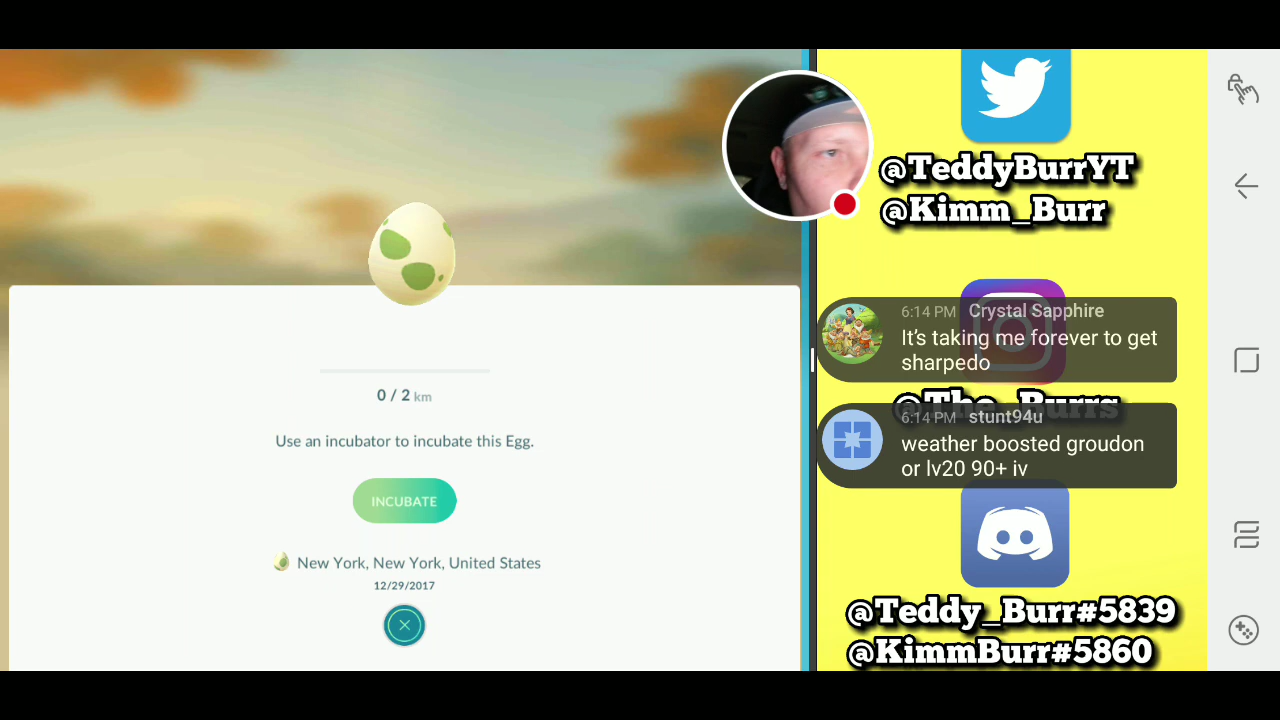 0 / 2 km
Use an incubator to incubate this Egg.
INCUBATE
New York, New York, United States
12/29/2017
@TeddyBurrYT
@Kimm_Burr
6:14 PM Crystal Sapphire
It's taking me forever to get
sharpedo
@The_Burrs
6:14 PM stunt94u
weather boosted groudon
or lv20 90+ iv
@Teddy_Burr#5839
@KimmBurr#5860